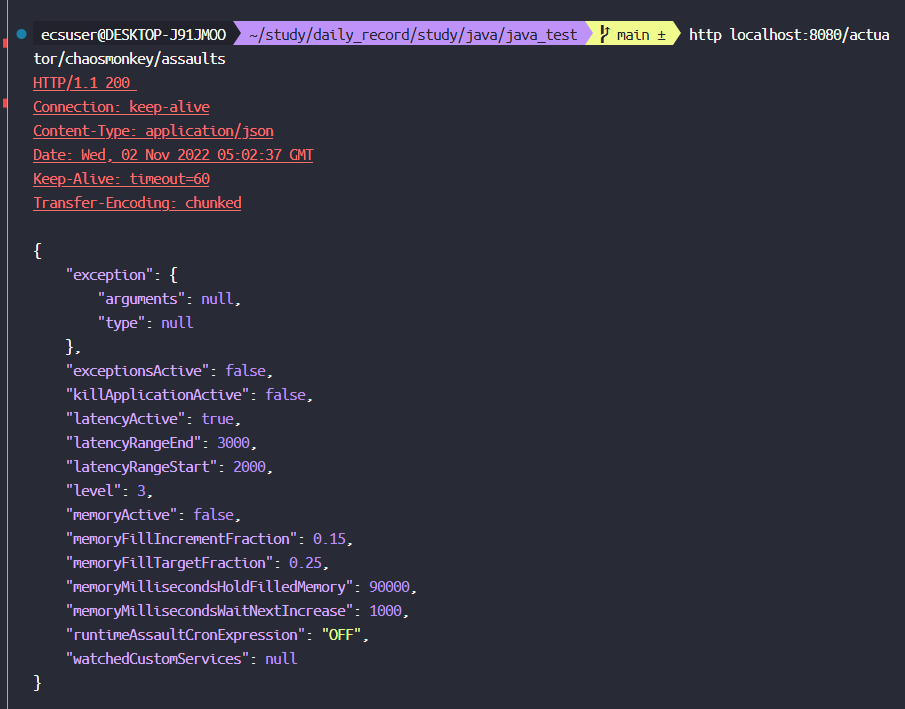 ecsuser@DESKTOP-J91JMOO ~/study/daily_record/study/java/java_test main ± http localhost:8080/actua
tor/chaosmonkey/assaults
HTTP/1.1 200
Connection: keep-alive
Content-Type: application/json
Date: Wed, 02 Nov 2022 05:02:37 GMT
Keep-Alive: timeout=60
Transfer-Encoding: chunked
{
    "exception": {
        "arguments": null,
        "type": null
    },
    "exceptionsActive": false,
    "killApplicationActive": false,
    "latencyActive": true,
    "latencyRangeEnd": 3000,
    "latencyRangeStart": 2000,
    "level": 3,
    "memoryActive": false,
    "memoryFillIncrementFraction": 0.15,
    "memoryFillTargetFraction": 0.25,
    "memoryMillisecondsHoldFilledMemory": 90000,
    "memoryMillisecondsWaitNextIncrease": 1000,
    "runtimeAssaultCronExpression": "OFF",
    "watchedCustomServices": null
}